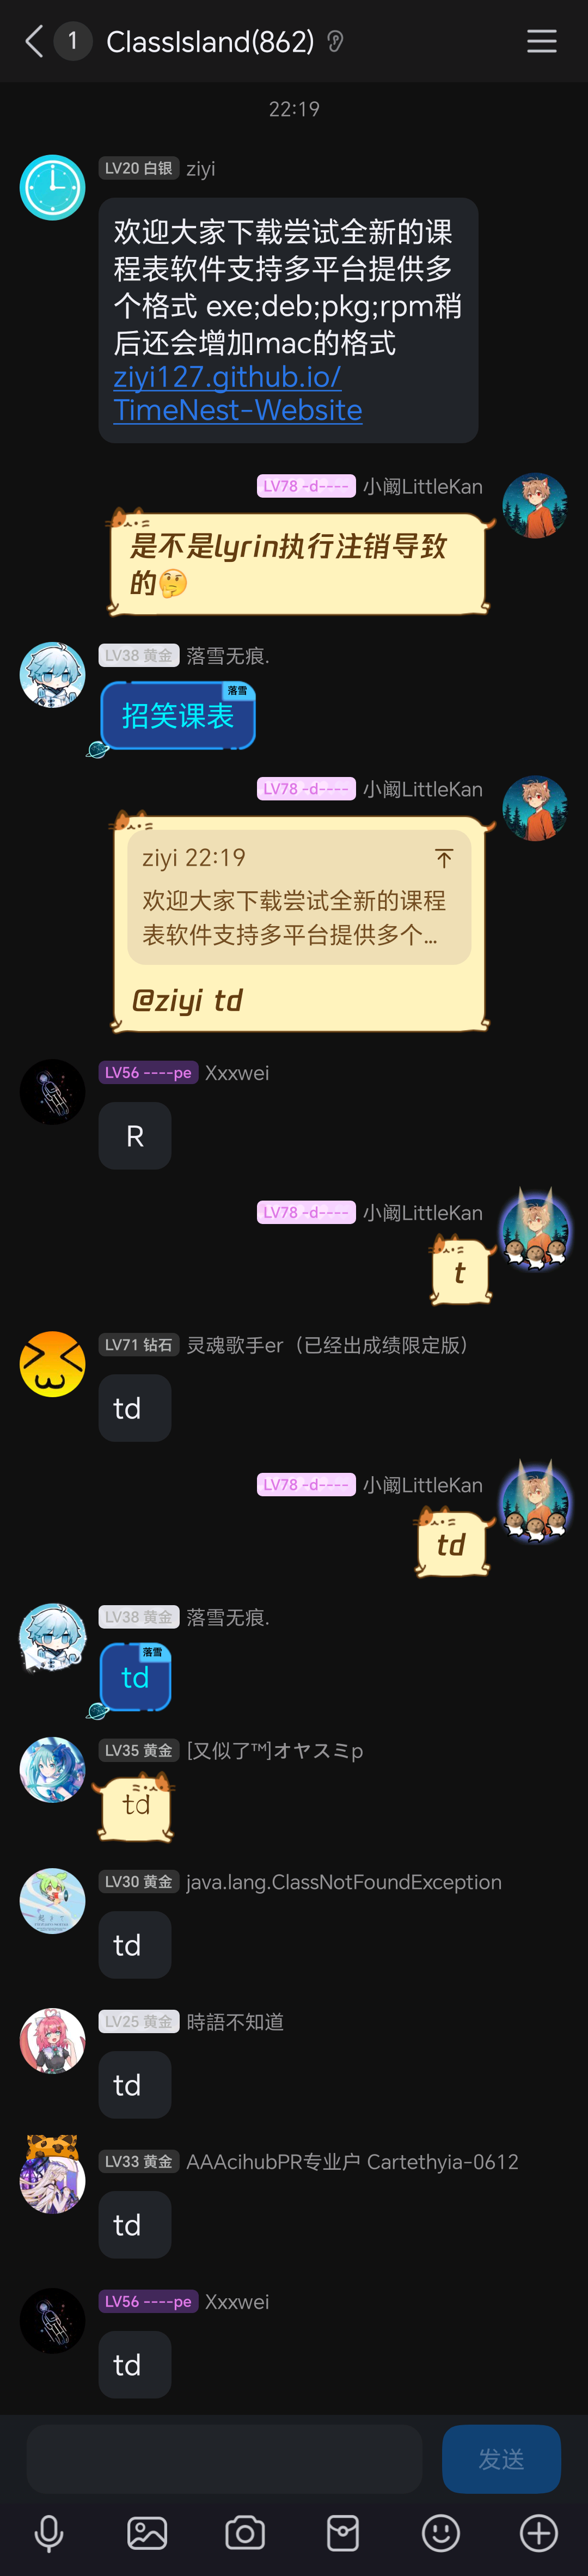 1 ClassIsland(862)
22:19
LV20 白银 ziyi
欢迎大家下载尝试全新的课
程表软件支持多平台提供多
个格式 exe;deb;pkg;rpm稍
后还会增加mac的格式
ziyi127.github.io/
TimeNest-Website
LV78 -d---- 小阚LittleKan
是不是lyrin执行注销导致
的🤔
LV38 黄金 落雪无痕.
落雪
招笑课表
LV78 -d---- 小阚LittleKan
ziyi 22:19
欢迎大家下载尝试全新的课程
表软件支持多平台提供多个...
@ziyi td
LV56 ----pe Xxxwei
R
LV78 -d---- 小阚LittleKan
t
LV71 钻石 灵魂歌手er（已经出成绩限定版）
td
LV78 -d---- 小阚LittleKan
td
LV38 黄金 落雪无痕.
落雪
td
LV35 黄金 [又似了™]オヤスミp
td
LV30 黄金 java.lang.ClassNotFoundException
td
LV25 黄金 時語不知道
td
LV33 黄金 AAAcihubPR专业户 Cartethyia-0612
td
LV56 ----pe Xxxwei
td
发送